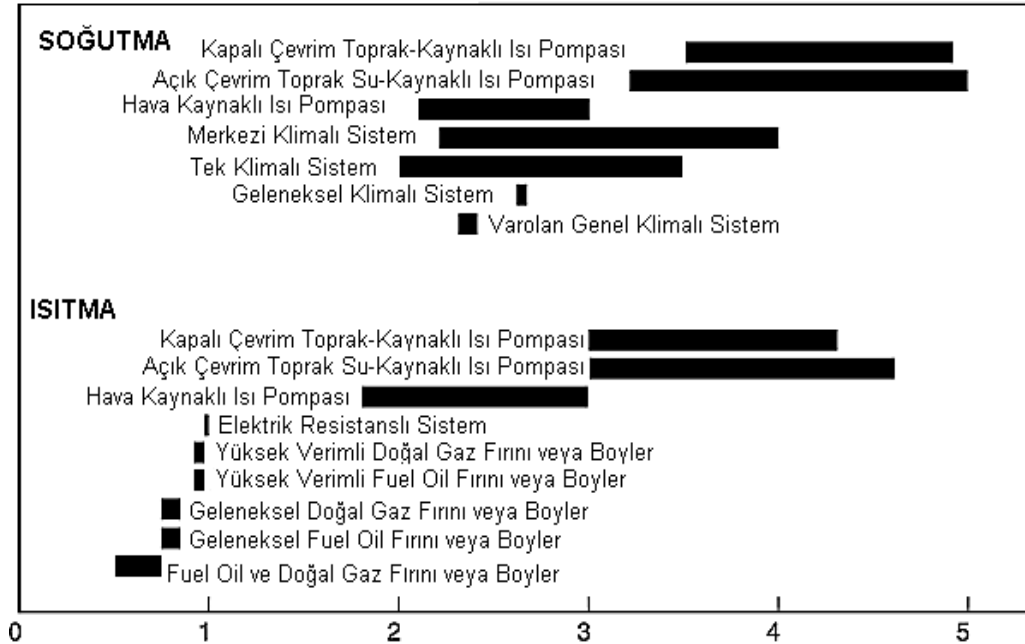 SOĞUTMA
Kapalı Çevrim Toprak-Kaynaklı Isı Pompası
Açık Çevrim Toprak Su-Kaynaklı Isı Pompası
Hava Kaynaklı Isı Pompası
Merkezi Klimalı Sistem
Tek Klimalı Sistem
Geleneksel Klimalı Sistem
Varolan Genel Klimalı Sistem
ISITMA
Kapalı Çevrim Toprak-Kaynaklı Isı Pompası
Açık Çevrim Toprak Su-Kaynaklı Isı Pompası
Hava Kaynaklı Isı Pompası
Elektrik Resistanslı Sistem
Yüksek Verimli Doğal Gaz Fırını veya Boyler
Yüksek Verimli Fuel Oil Fırını veya Boyler
Geleneksel Doğal Gaz Fırını veya Boyler
Geleneksel Fuel Oil Fırını veya Boyler
Fuel Oil ve Doğal Gaz Fırını veya Boyler
0 1 2 3 4 5